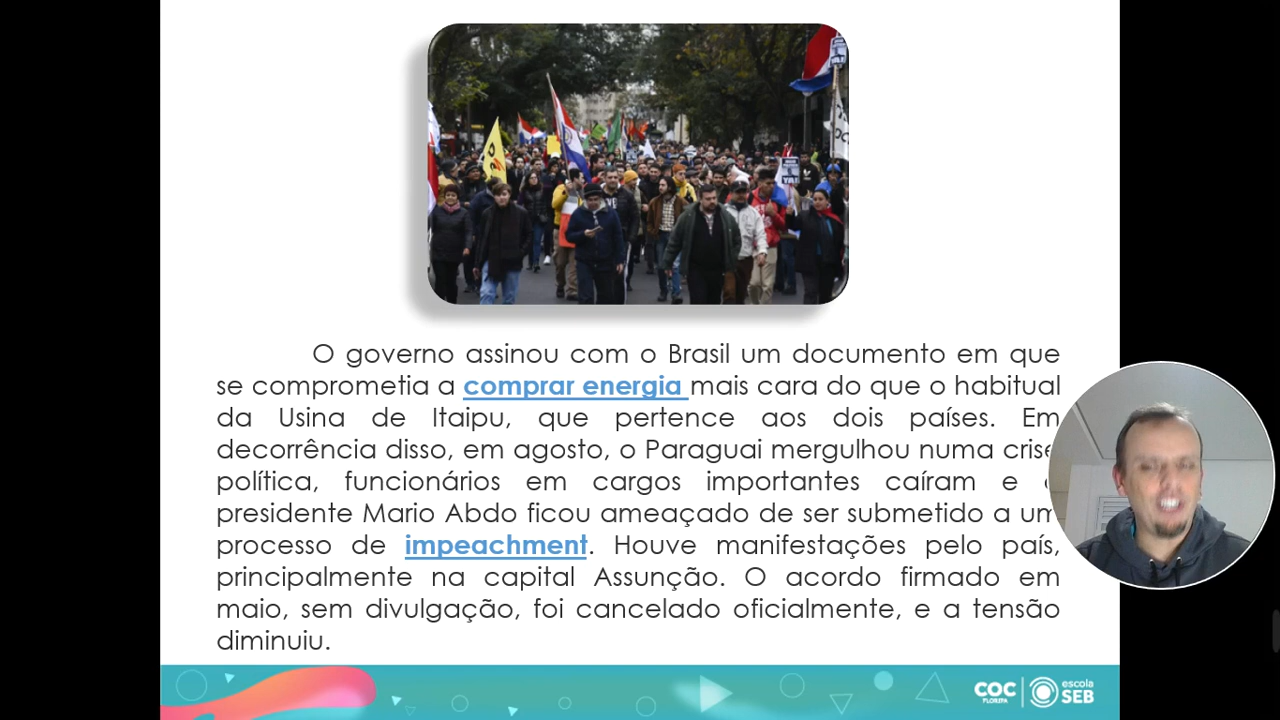 YA!
O governo assinou com o Brasil um documento em que
se comprometia a comprar energia mais cara do que o habitual
da Usina de Itaipu, que pertence aos dois países. Em
decorrência disso, em agosto, o Paraguai mergulhou numa crise
política, funcionários em cargos importantes caíram e
presidente Mario Abdo ficou ameaçado de ser submetido a um
processo de impeachment. Houve manifestações pelo país,
principalmente na capital Assunção. O acordo firmado em
maio, sem divulgação, foi cancelado oficialmente, e a tensão
diminuiu.
COC FLORIPA escola SEB